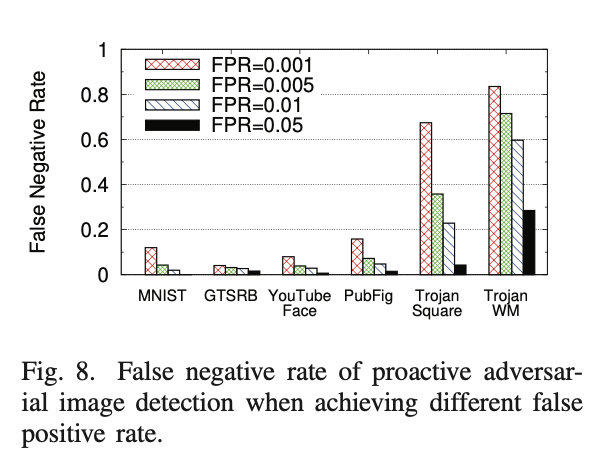 1
0.8
0.6
0.4
0.2
0
False Negative Rate
FPR=0.001
FPR=0.005
FPR=0.01
FPR=0.05
MNIST GTSRB YouTube Face PubFig Trojan Square Trojan WM
Fig. 8. False negative rate of proactive adversar-
ial image detection when achieving different false
positive rate.